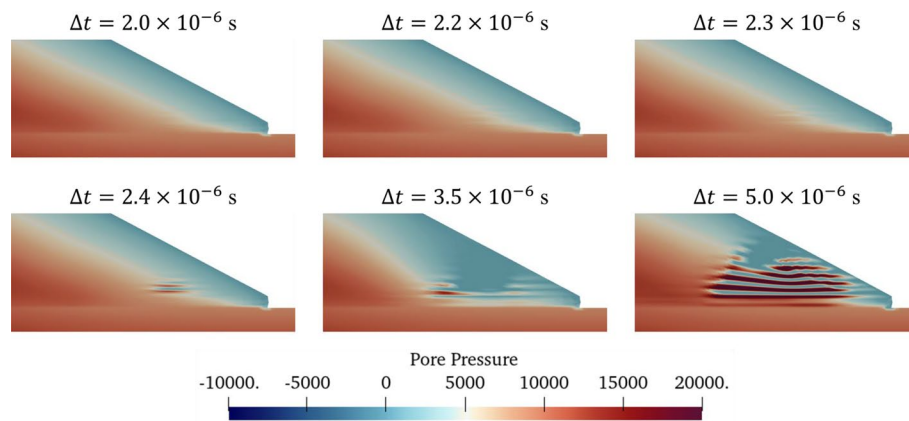 Δt = 2.0 × 10⁻⁶ s
Δt = 2.2 × 10⁻⁶ s
Δt = 2.3 × 10⁻⁶ s
Δt = 2.4 × 10⁻⁶ s
Δt = 3.5 × 10⁻⁶ s
Δt = 5.0 × 10⁻⁶ s
Pore Pressure
-10000. -5000 0 5000 10000 15000 20000.